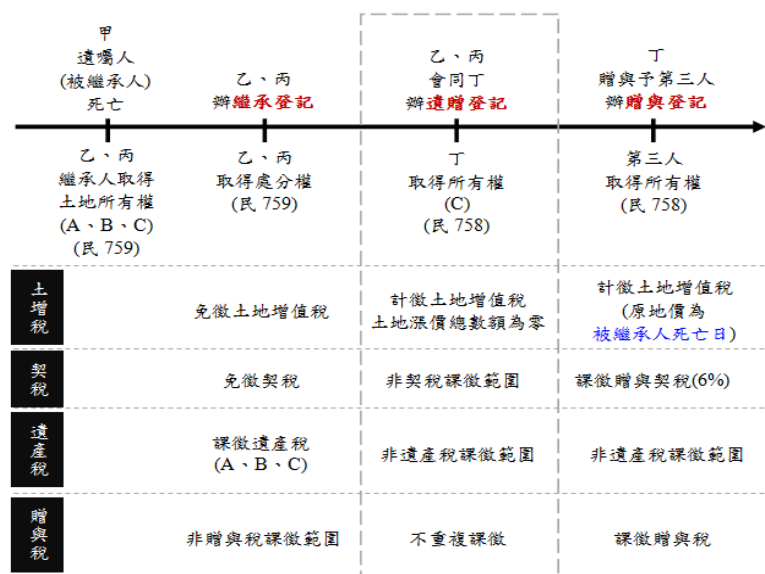 甲
遺囑人
(被繼承人)
死亡
乙、丙
辦繼承登記
乙、丙
會同丁
辦遺贈登記
丁
贈與予第三人
辦贈與登記
乙、丙
繼承人取得
土地所有權
(A、B、C)
(民 759)
乙、丙
取得處分權
(民 759)
丁
取得所有權
(C)
(民 758)
第三人
取得所有權
(民 758)
土增稅
免徵土地增值稅
計徵土地增值稅
土地漲價總數額為零
計徵土地增值稅
(原地價為
被繼承人死亡日)
契稅
免徵契稅
非契稅課徵範圍
課徵贈與契稅(6%)
遺產稅
課徵遺產稅
(A、B、C)
非遺產稅課徵範圍
非遺產稅課徵範圍
贈與稅
非贈與稅課徵範圍
不重複課徵
課徵贈與稅